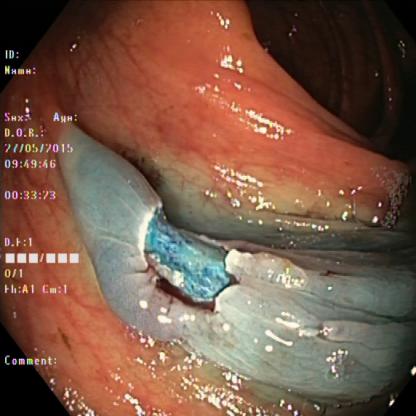 ID:
Name:
Sex: Age:
D.O.B.:
27/05/2015
09:49:46
00:33:23
D.F:1
■■■/■■■■
0/1
Eh:A1 Cm:1
Comment: